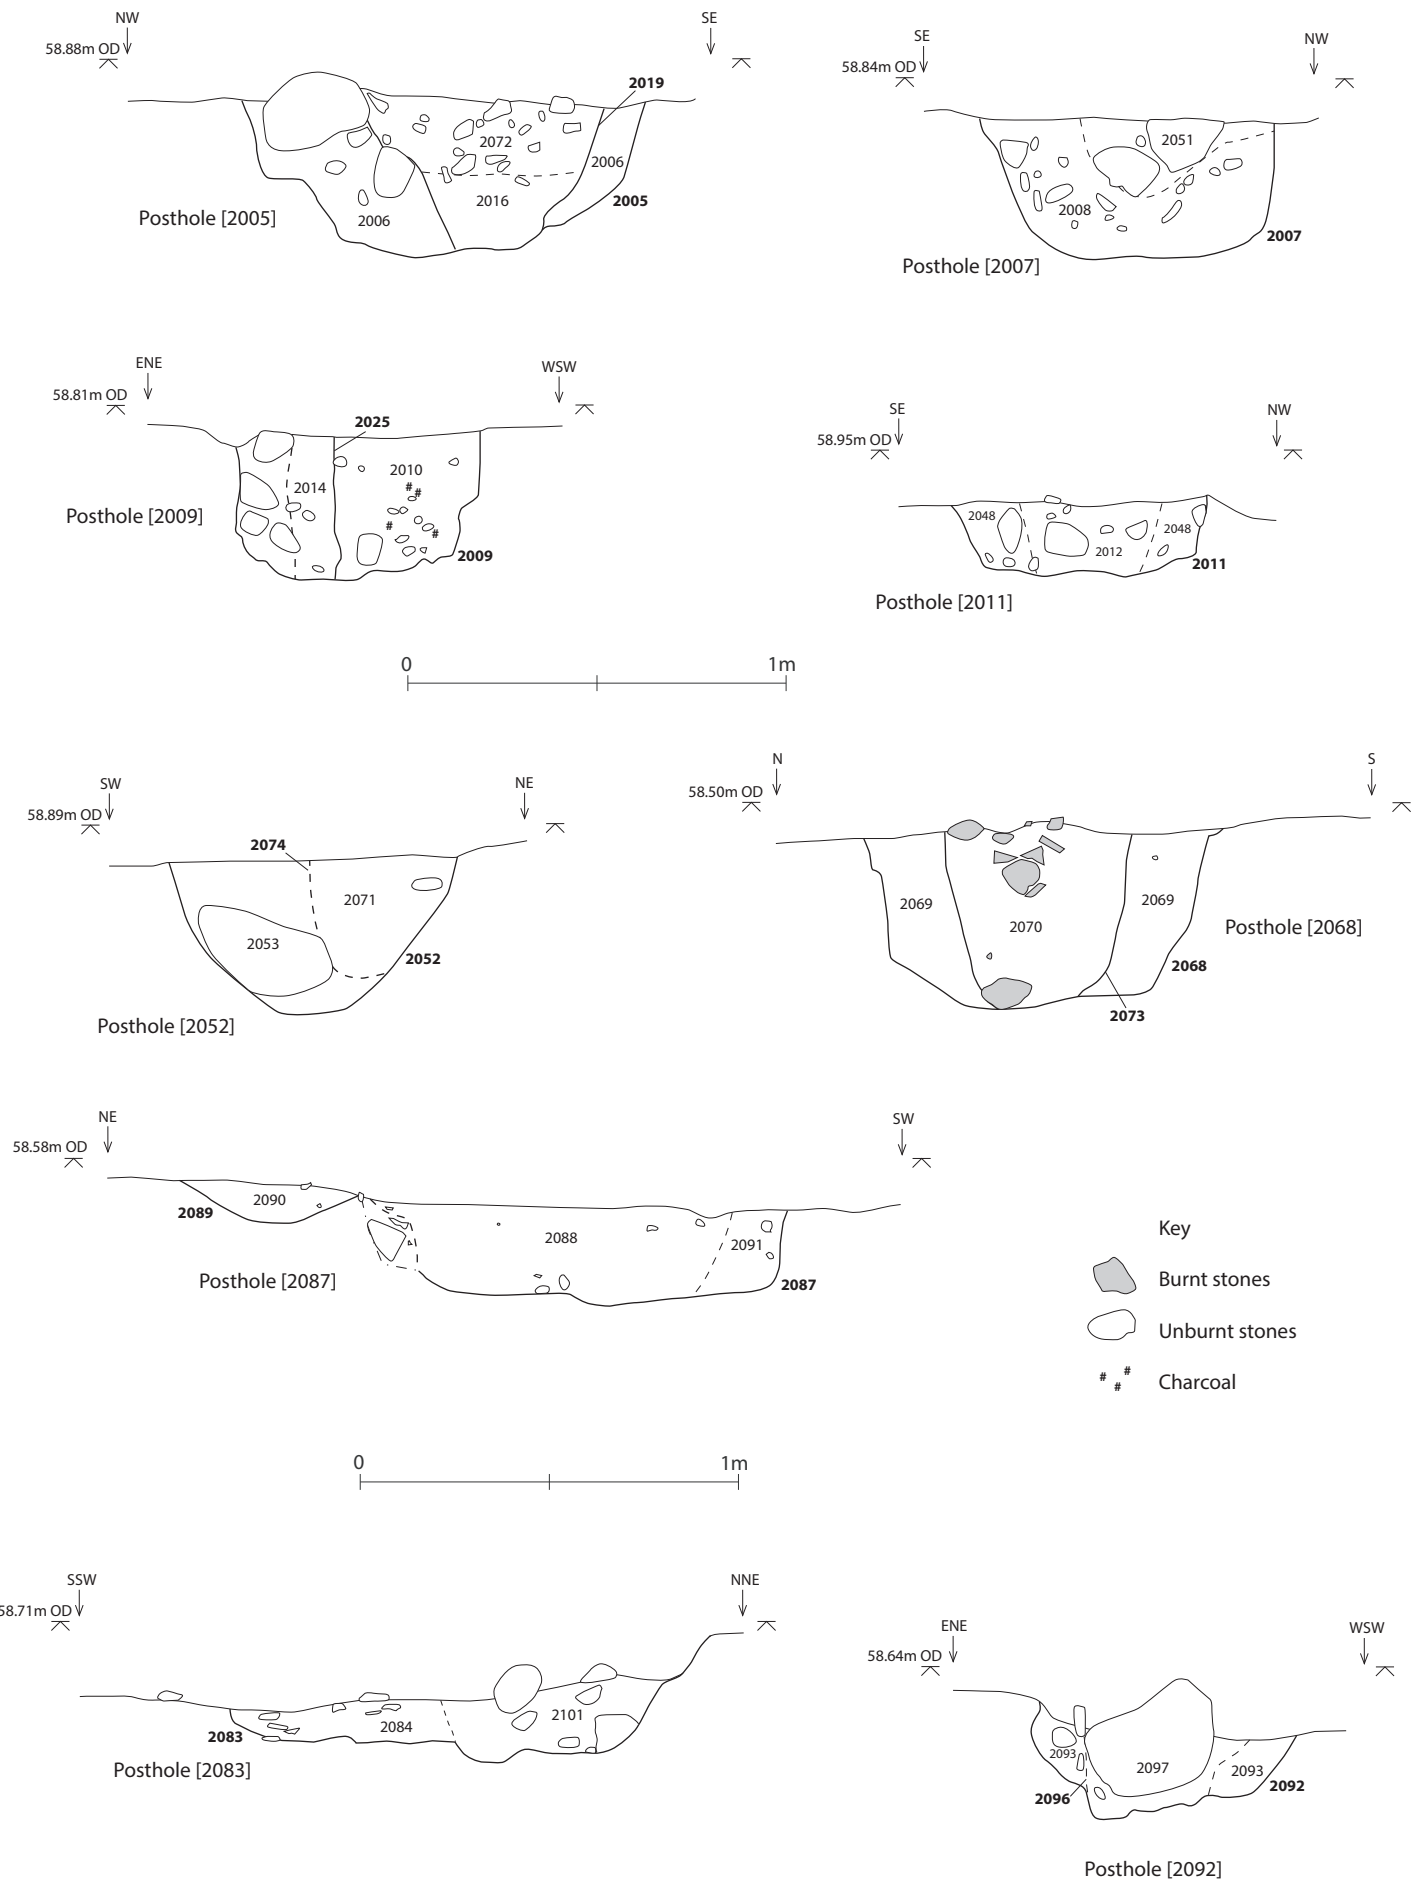 NW
SE
58.88m OD
2019
2072
2006
2005
2016
2006
Posthole [2005]
SE
NW
58.84m OD
2051
2008
2007
Posthole [2007]
ENE
WSW
58.81m OD
2025
2010
2014
# # # #
2009
Posthole [2009]
SE
NW
58.95m OD
2048
2012
2048
2011
Posthole [2011]
0 1m
SW
NE
58.89m OD
2074
2071
2053
2052
Posthole [2052]
N
S
58.50m OD
2069
2070
2069
2068
2073
Posthole [2068]
NE
SW
58.58m OD
2090
2089
2088
2091
2087
Posthole [2087]
Key
Burnt stones
Unburnt stones
# # # Charcoal
0 1m
SSW
NNE
58.71m OD
2083
2084
2101
Posthole [2083]
ENE
WSW
58.64m OD
2093
2097
2093
2096
2092
Posthole [2092]